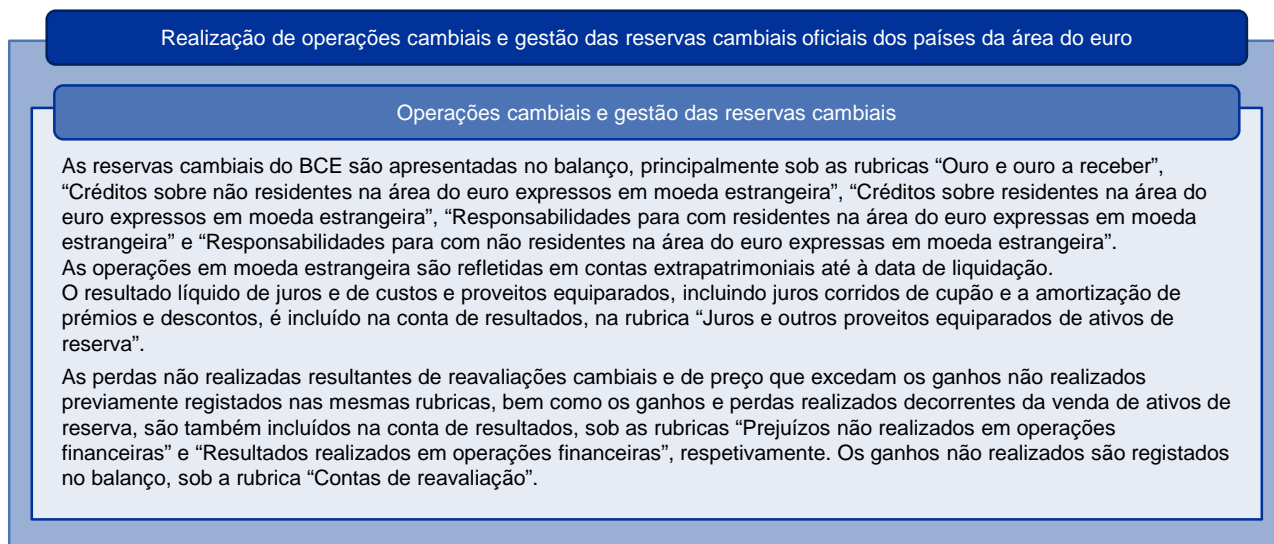 Realização de operações cambiais e gestão das reservas cambiais oficiais dos países da área do euro
Operações cambiais e gestão das reservas cambiais
As reservas cambiais do BCE são apresentadas no balanço, principalmente sob as rubricas “Ouro e ouro a receber”,
“Créditos sobre não residentes na área do euro expressos em moeda estrangeira”, “Créditos sobre residentes na área do
euro expressos em moeda estrangeira”, “Responsabilidades para com residentes na área do euro expressas em moeda
estrangeira” e “Responsabilidades para com não residentes na área do euro expressas em moeda estrangeira”.
As operações em moeda estrangeira são refletidas em contas extrapatrimoniais até à data de liquidação.
O resultado líquido de juros e de custos e proveitos equiparados, incluindo juros corridos de cupão e a amortização de
prémios e descontos, é incluído na conta de resultados, na rubrica “Juros e outros proveitos equiparados de ativos de
reserva”.
As perdas não realizadas resultantes de reavaliações cambiais e de preço que excedam os ganhos não realizados
previamente registados nas mesmas rubricas, bem como os ganhos e perdas realizados decorrentes da venda de ativos de
reserva, são também incluídos na conta de resultados, sob as rubricas “Prejuízos não realizados em operações
financeiras” e “Resultados realizados em operações financeiras”, respetivamente. Os ganhos não realizados são registados
no balanço, sob a rubrica “Contas de reavaliação”.